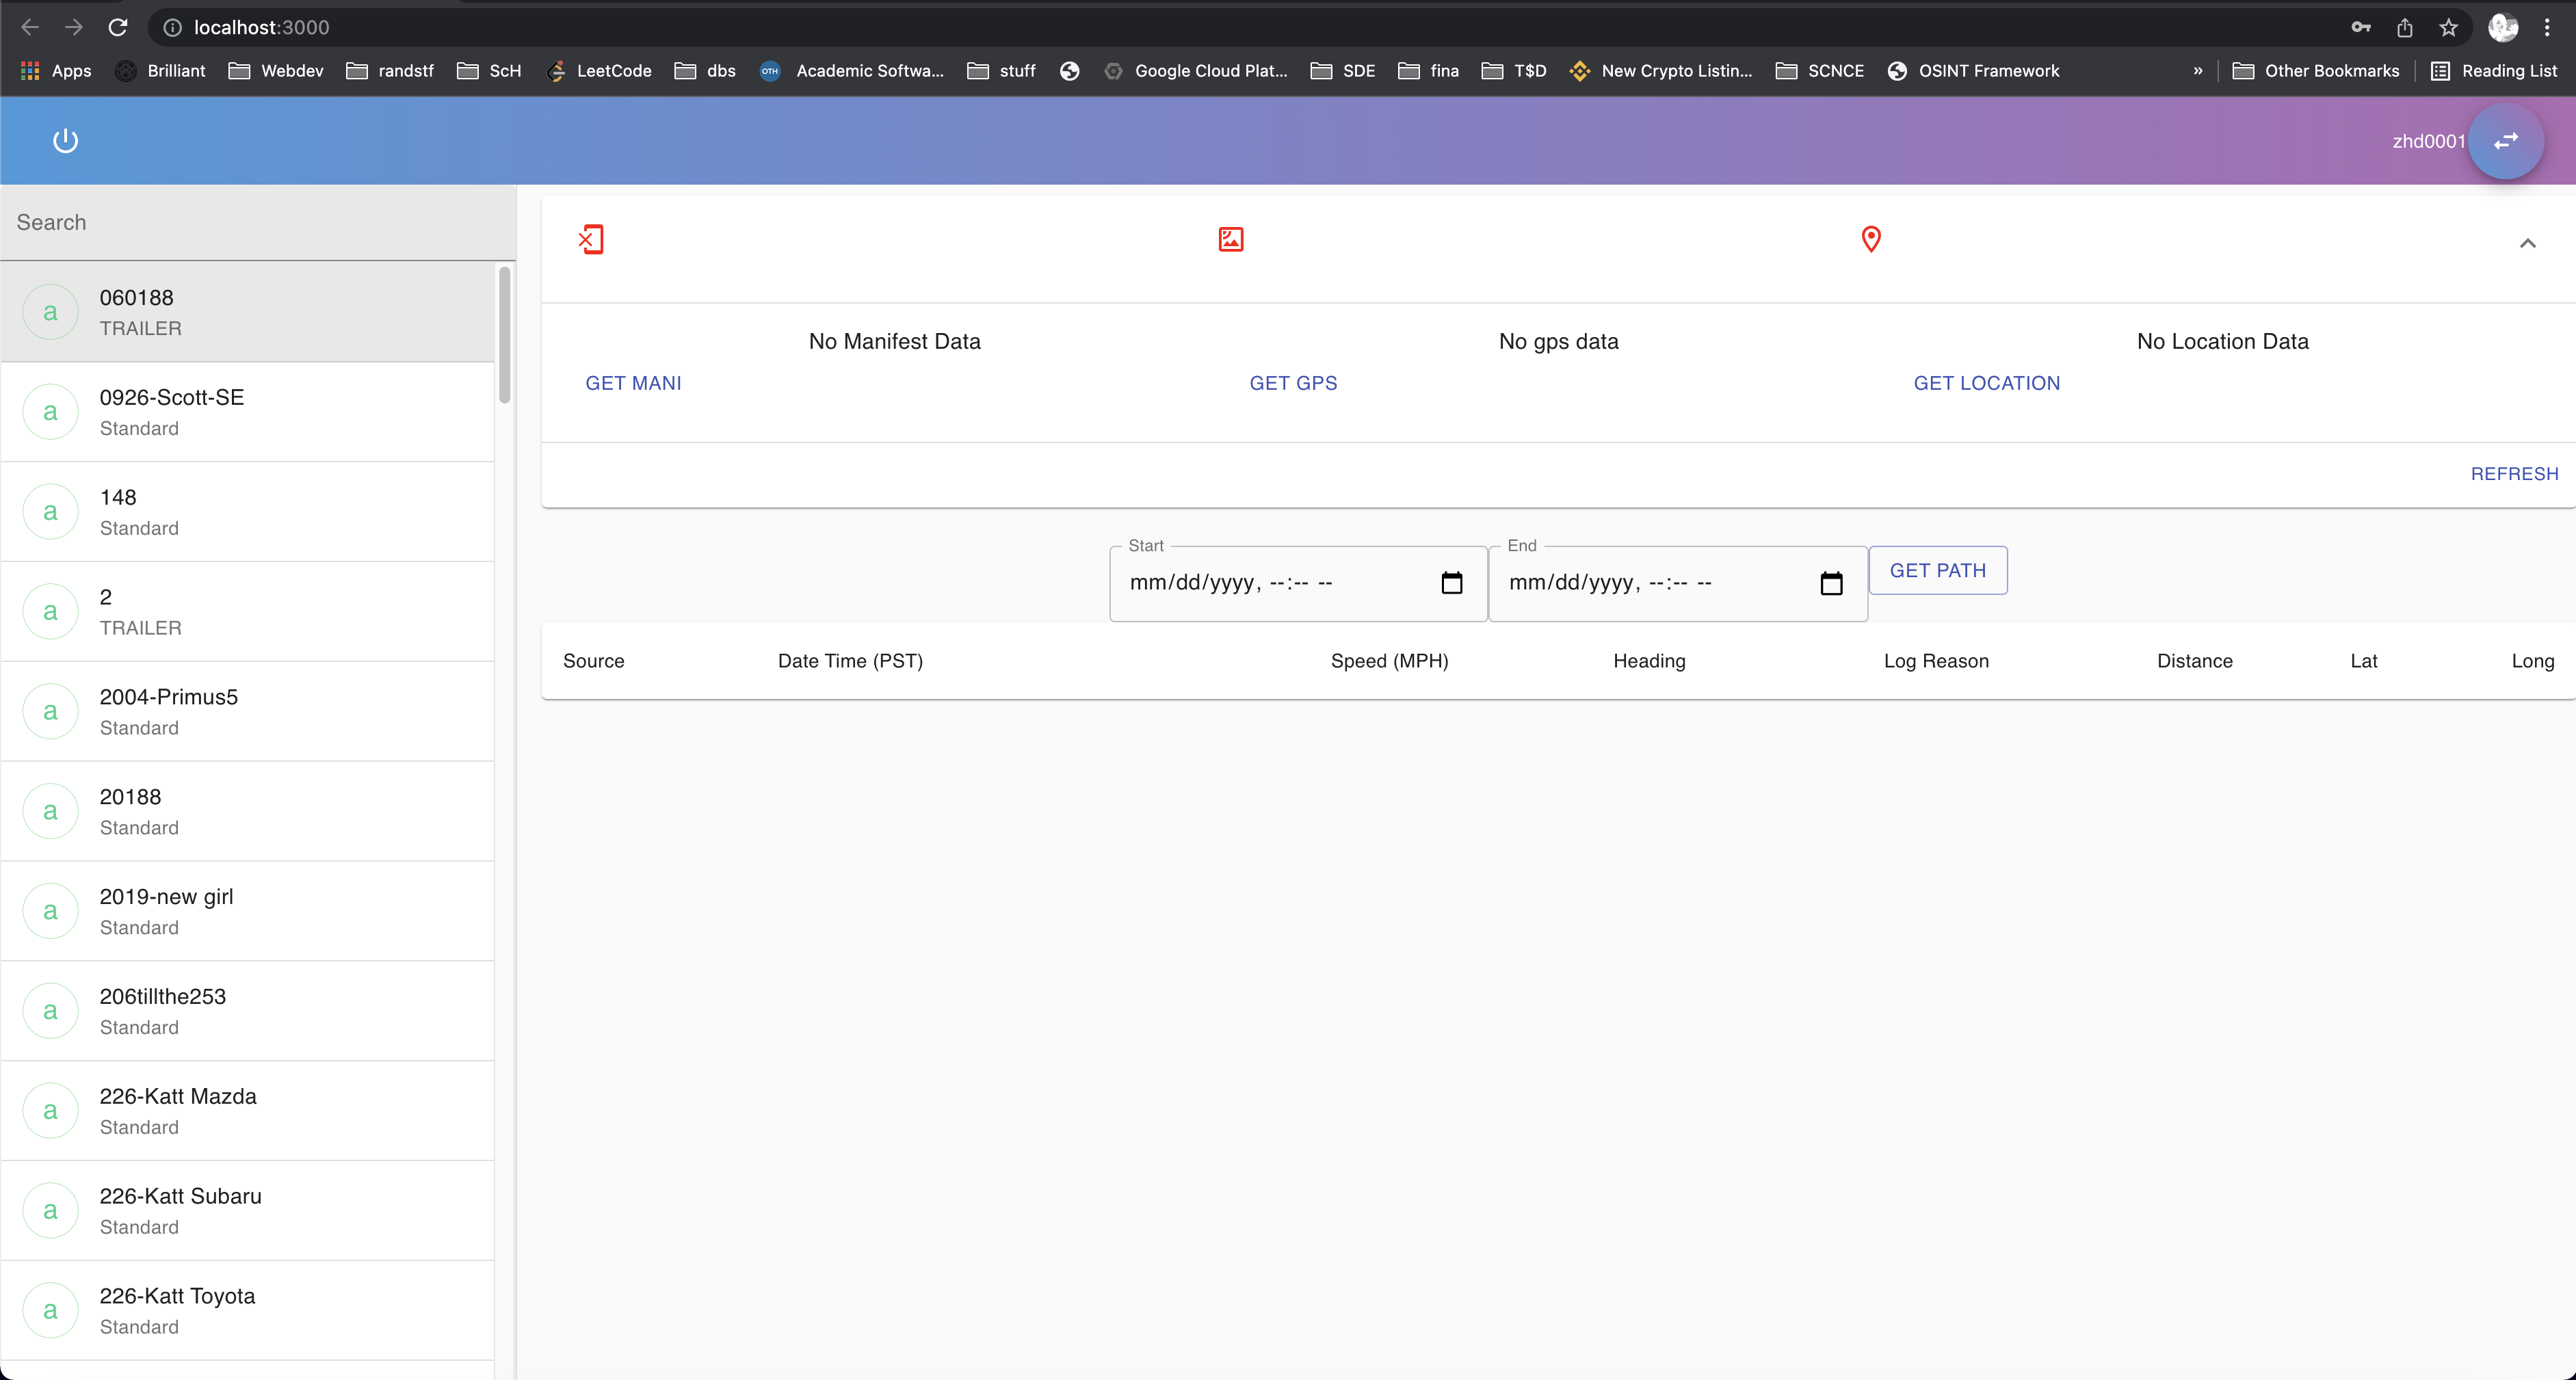 localhost:3000
Apps Brilliant Webdev randstf ScH LeetCode dbs OTH Academic Softwa... stuff Google Cloud Plat... SDE fina T$D New Crypto Listin... SCNCE OSINT Framework » Other Bookmarks Reading List
zhd0001
Search
a
060188
TRAILER
a
0926-Scott-SE
Standard
a
148
Standard
a
2
TRAILER
a
2004-Primus5
Standard
a
20188
Standard
a
2019-new girl
Standard
a
206tillthe253
Standard
a
226-Katt Mazda
Standard
a
226-Katt Subaru
Standard
a
226-Katt Toyota
Standard
No Manifest Data No gps data No Location Data
GET MANI GET GPS GET LOCATION
REFRESH
Start End
mm/dd/yyyy, --:-- -- mm/dd/yyyy, --:-- -- GET PATH
Source Date Time (PST) Speed (MPH) Heading Log Reason Distance Lat Long